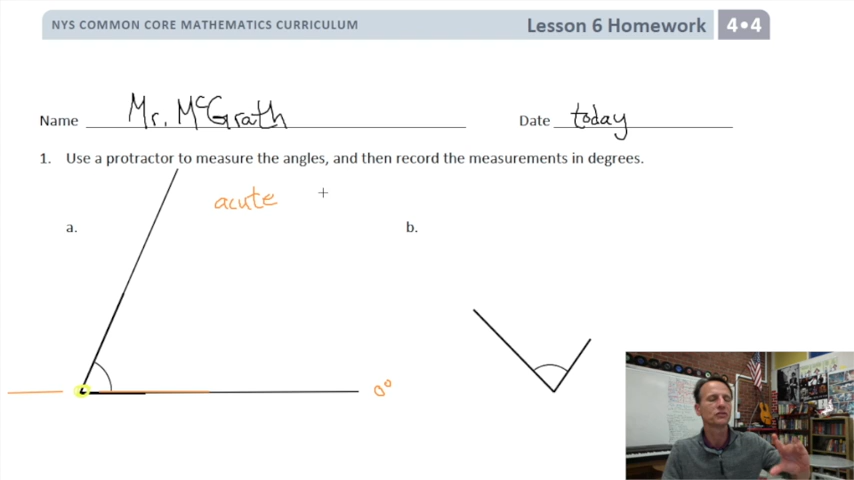 NYS COMMON CORE MATHEMATICS CURRICULUM Lesson 6 Homework 4•4
Name Mr. McGrath Date today
1. Use a protractor to measure the angles, and then record the measurements in degrees.
acute
a. b.
0°